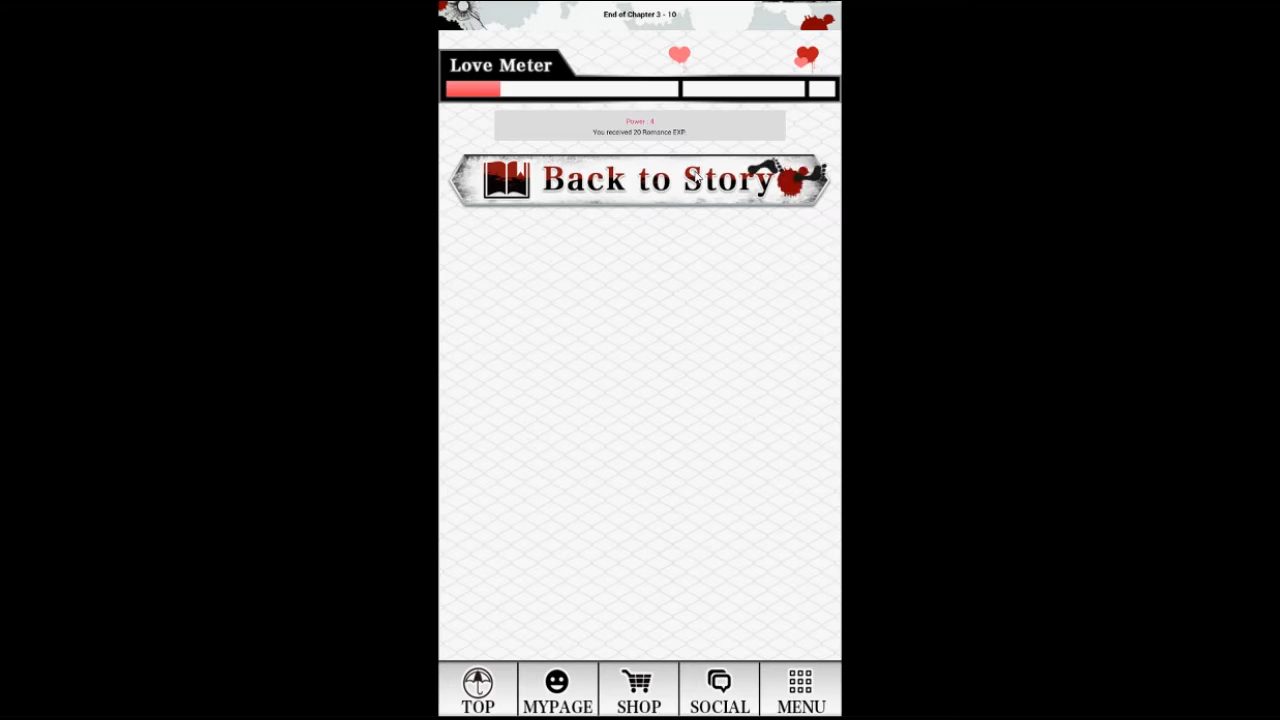 End of Chapter 3 - 10
Love Meter
Power : 4
You received 20 Romance EXP.
Back to Story
TOP
MYPAGE
SHOP
SOCIAL
MENU